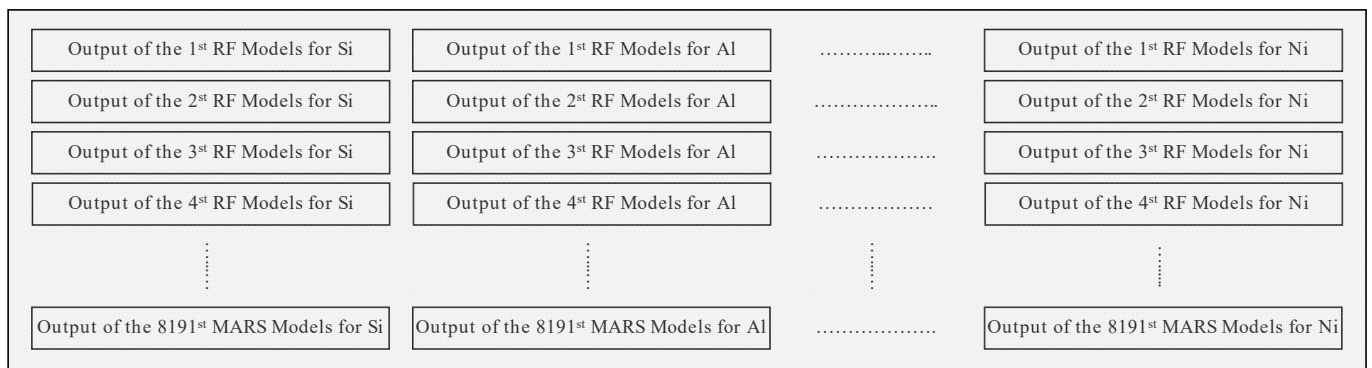 Output of the 1st RF Models for Si Output of the 1st RF Models for Al ………..…….. Output of the 1st RF Models for Ni
Output of the 2st RF Models for Si Output of the 2st RF Models for Al ……………….. Output of the 2st RF Models for Ni
Output of the 3st RF Models for Si Output of the 3st RF Models for Al ………………. Output of the 3st RF Models for Ni
Output of the 4st RF Models for Si Output of the 4st RF Models for Al ……………… Output of the 4st RF Models for Ni
Output of the 8191st MARS Models for Si Output of the 8191st MARS Models for Al ………………. Output of the 8191st MARS Models for Ni